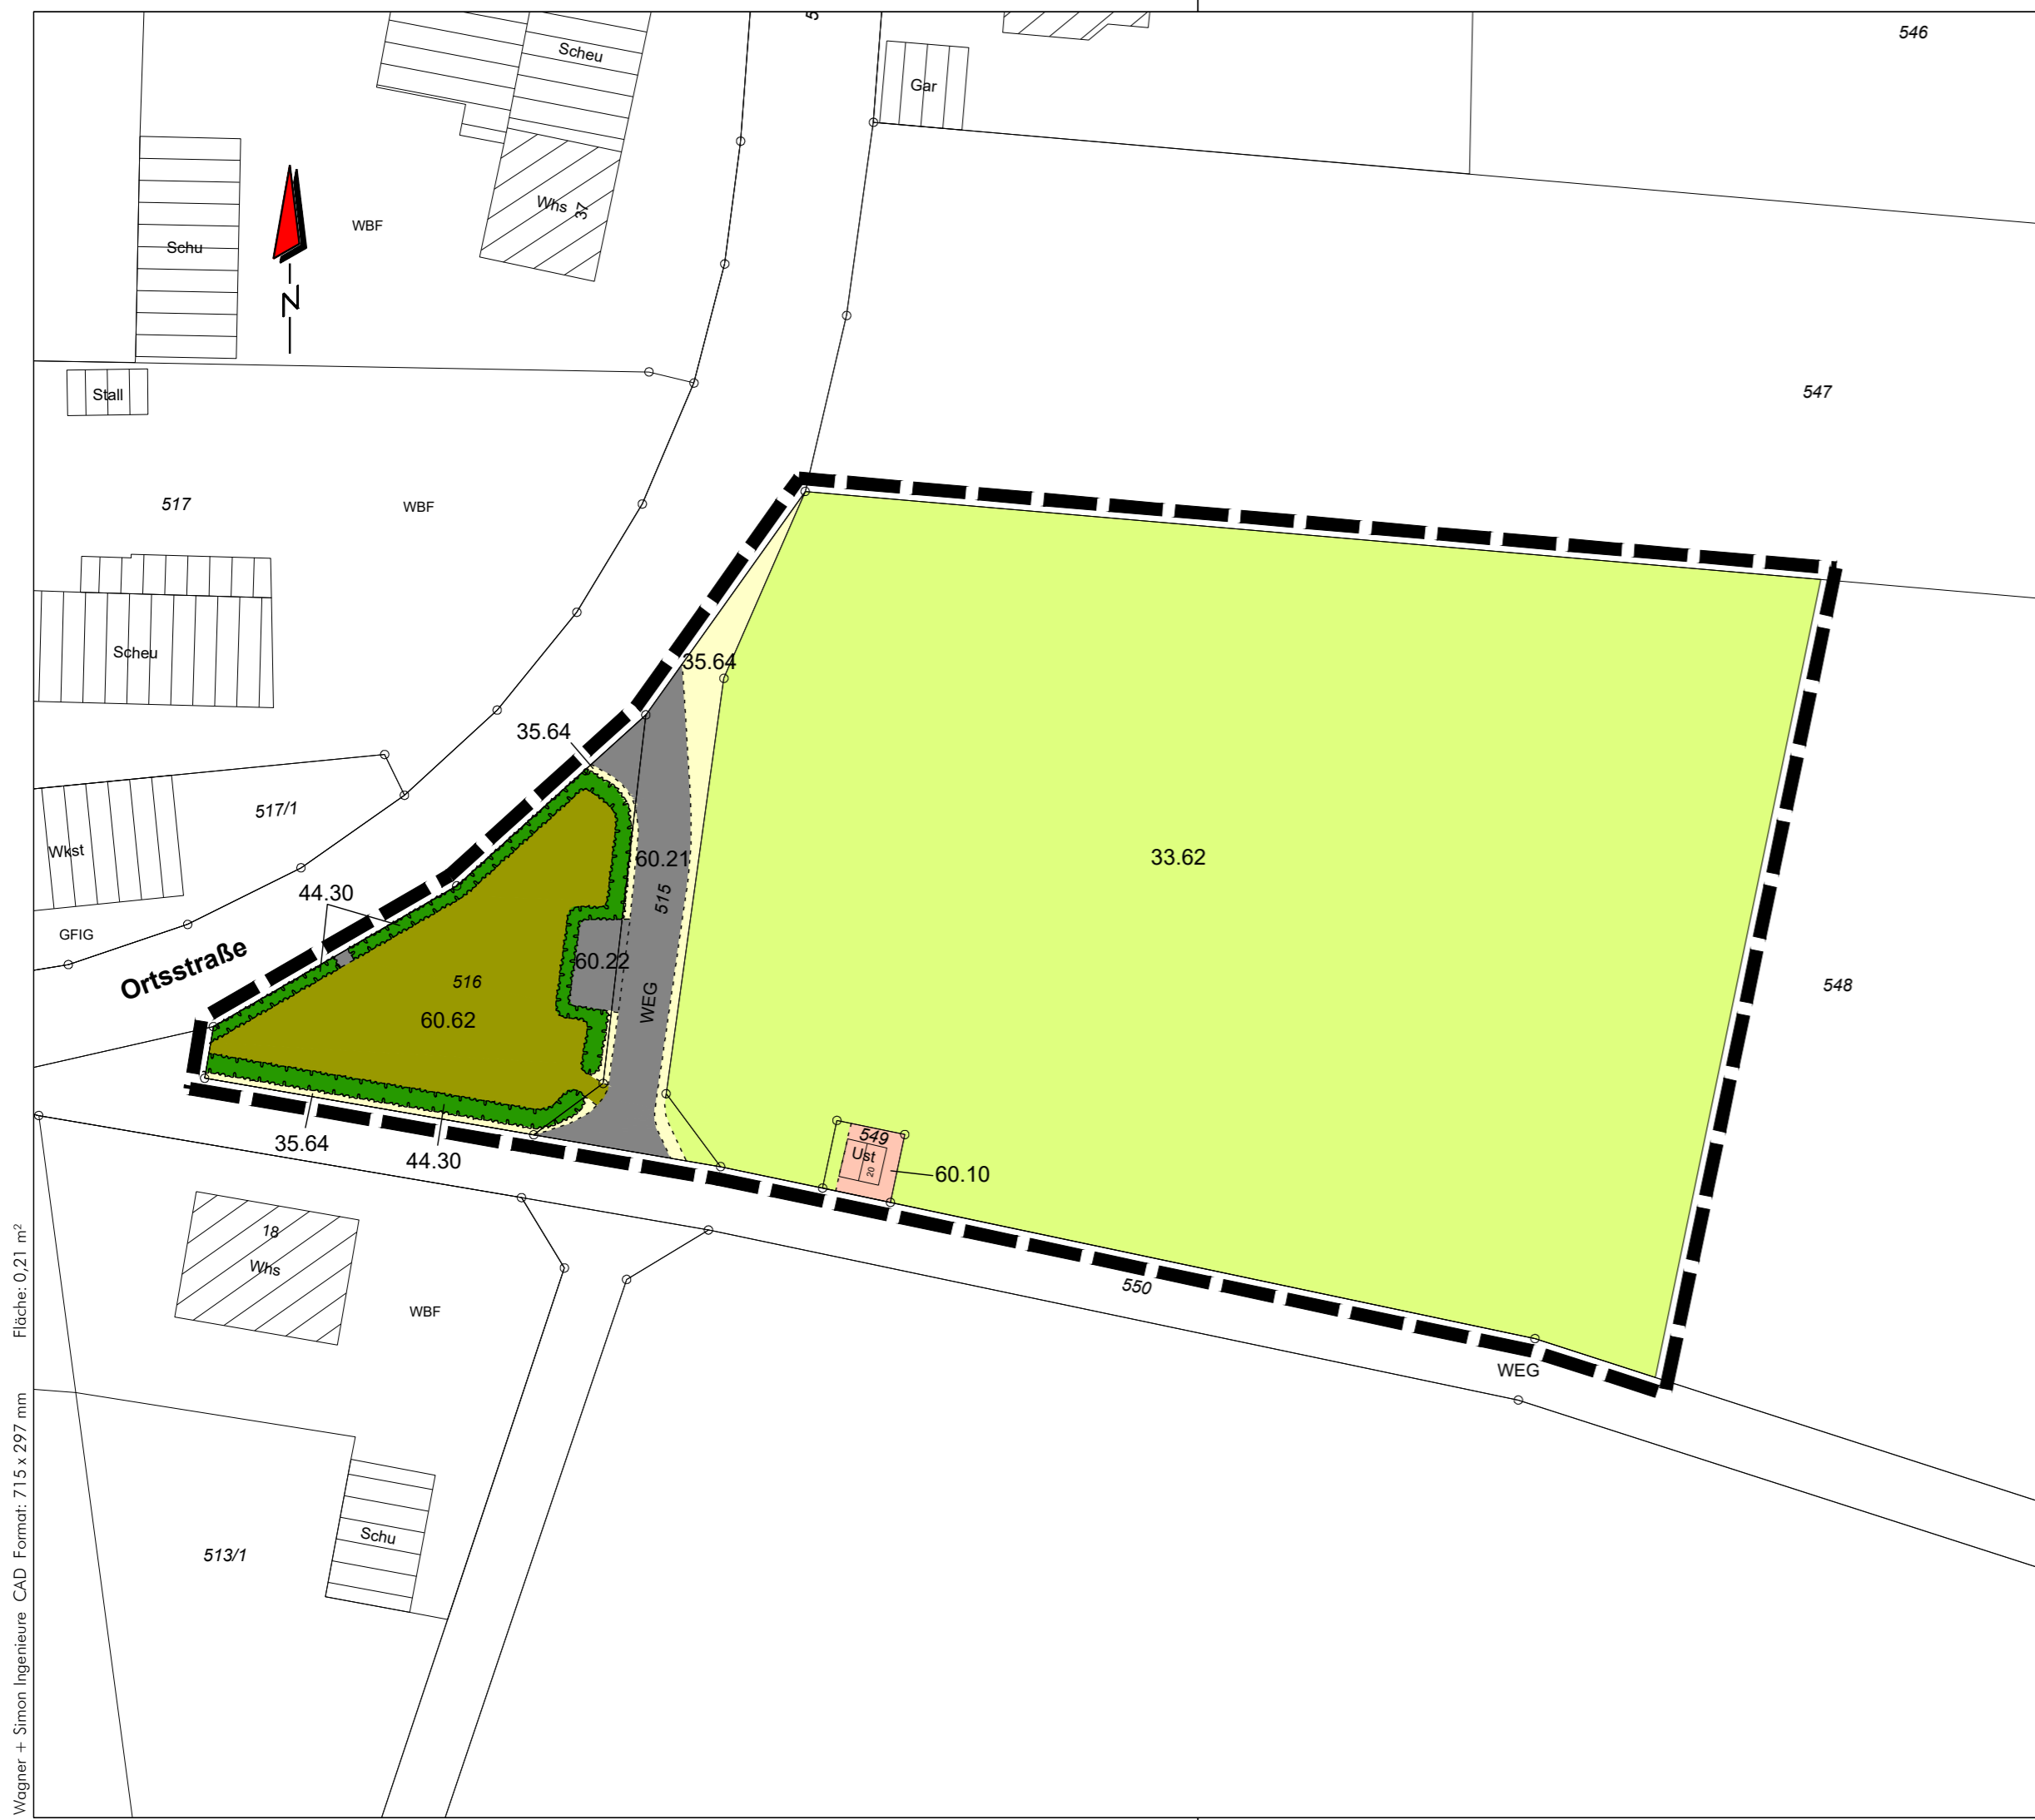 546
Scheu
Gar
Whs 37
WBF
Schu
N
547
Stall
517
WBF
Scheu
35.64
35.64
517/1
Wkst
60.21
33.62
44.30
515
GFlG
Ortsstraße
60.22
516
WEG
60.62
548
35.64
44.30
549
Ust
20
60.10
18
Whs
WBF
550
WEG
Schu
513/1
Wagner + Simon Ingenieure CAD Format: 715 x 297 mm Fläche: 0,21 m²